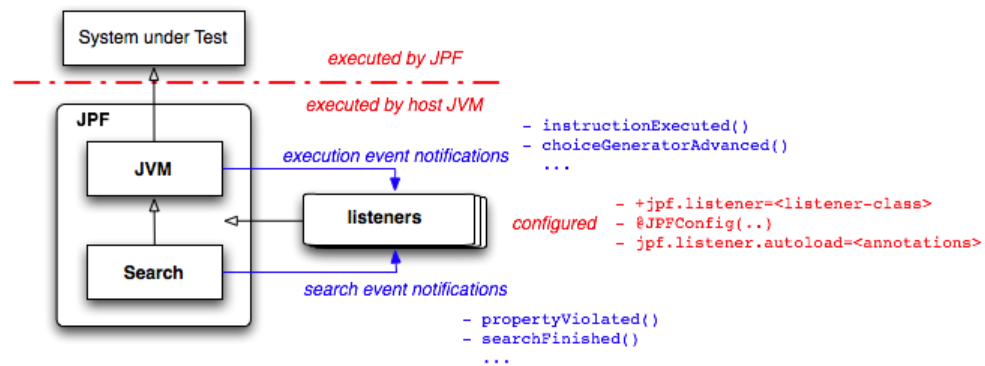 System under Test
executed by JPF
executed by host JVM
JPF
- instructionExecuted()
- choiceGeneratorAdvanced()
...
execution event notifications
JVM
listeners
configured
- +jpf.listener=<listener-class>
- @JPFConfig(..)
- jpf.listener.autoload=<annotations>
Search
search event notifications
- propertyViolated()
- searchFinished()
...